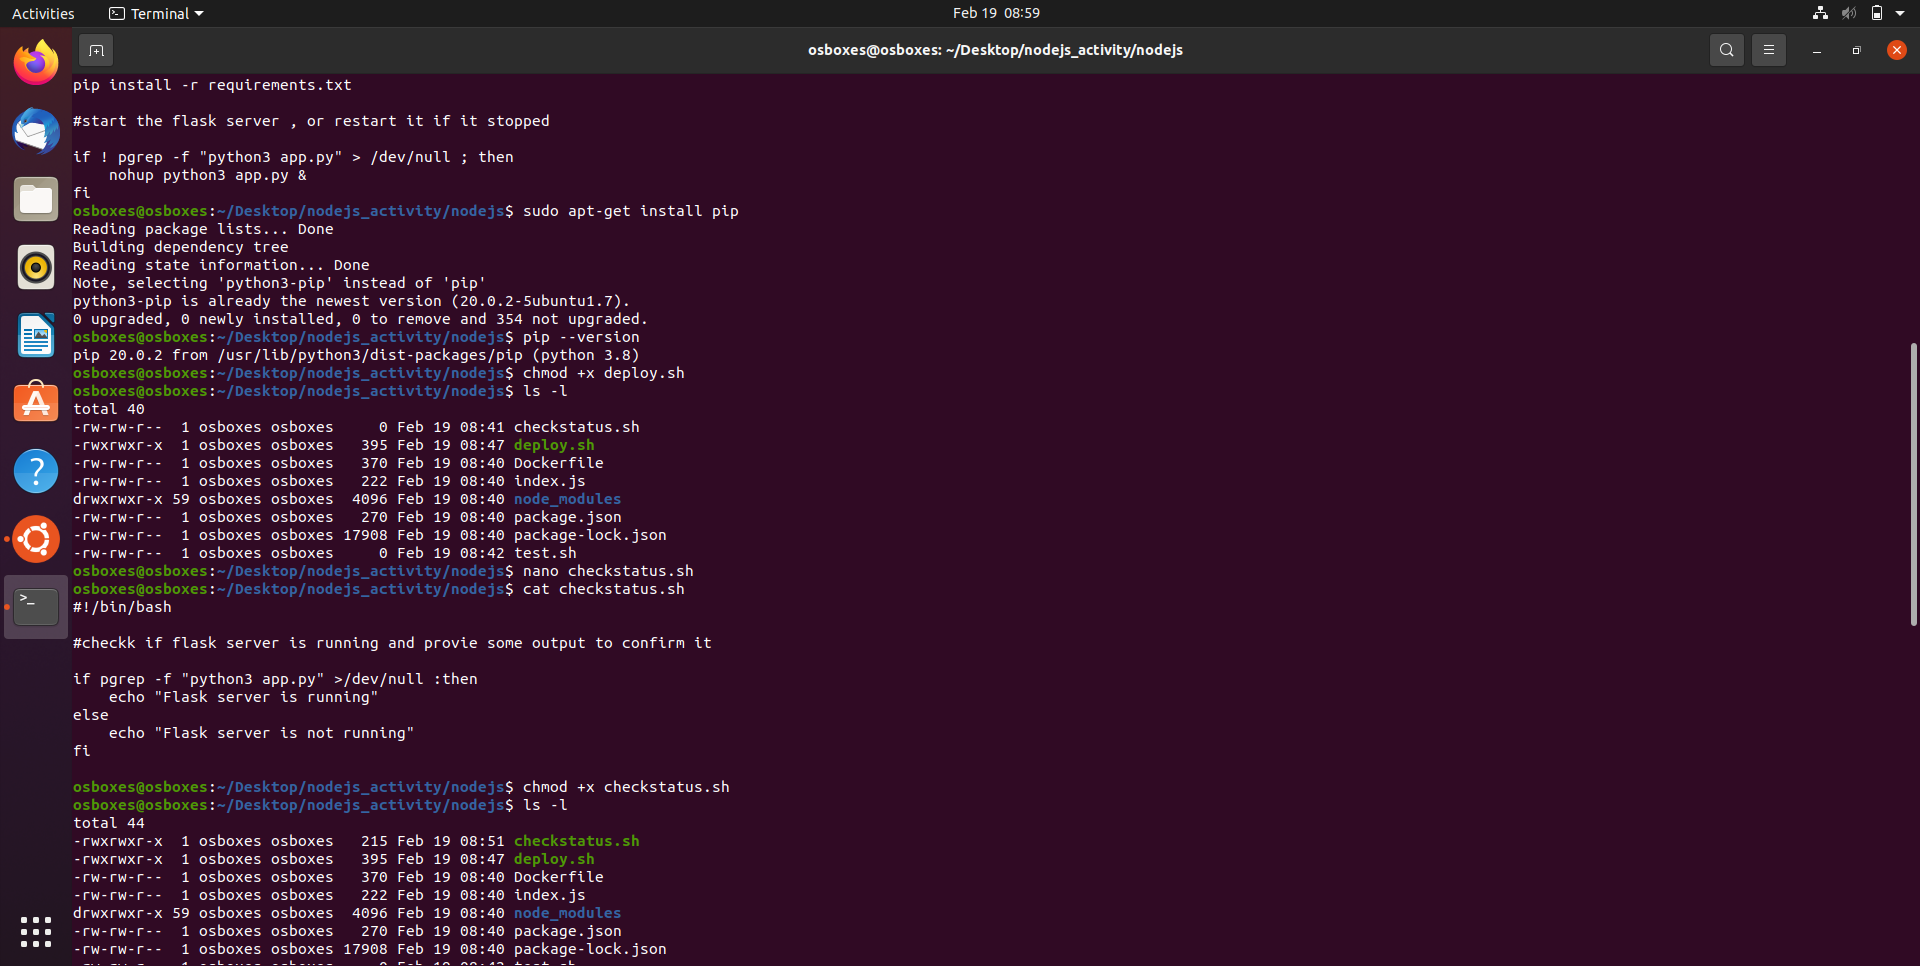 Activities
Terminal
Feb 19 08:59
osboxes@osboxes: ~/Desktop/nodejs_activity/nodejs
pip install -r requirements.txt
#start the flask server , or restart it if it stopped
if ! pgrep -f "python3 app.py" > /dev/null ; then
    nohup python3 app.py &
fi
osboxes@osboxes:~/Desktop/nodejs_activity/nodejs$ sudo apt-get install pip
Reading package lists... Done
Building dependency tree
Reading state information... Done
Note, selecting 'python3-pip' instead of 'pip'
python3-pip is already the newest version (20.0.2-5ubuntu1.7).
0 upgraded, 0 newly installed, 0 to remove and 354 not upgraded.
osboxes@osboxes:~/Desktop/nodejs_activity/nodejs$ pip --version
pip 20.0.2 from /usr/lib/python3/dist-packages/pip (python 3.8)
osboxes@osboxes:~/Desktop/nodejs_activity/nodejs$ chmod +x deploy.sh
osboxes@osboxes:~/Desktop/nodejs_activity/nodejs$ ls -l
total 40
-rw-rw-r--  1 osboxes osboxes     0 Feb 19 08:41 checkstatus.sh
-rwxrwxr-x  1 osboxes osboxes   395 Feb 19 08:47 deploy.sh
-rw-rw-r--  1 osboxes osboxes   370 Feb 19 08:40 Dockerfile
-rw-rw-r--  1 osboxes osboxes   222 Feb 19 08:40 index.js
drwxrwxr-x 59 osboxes osboxes  4096 Feb 19 08:40 node_modules
-rw-rw-r--  1 osboxes osboxes   270 Feb 19 08:40 package.json
-rw-rw-r--  1 osboxes osboxes 17908 Feb 19 08:40 package-lock.json
-rw-rw-r--  1 osboxes osboxes     0 Feb 19 08:42 test.sh
osboxes@osboxes:~/Desktop/nodejs_activity/nodejs$ nano checkstatus.sh
osboxes@osboxes:~/Desktop/nodejs_activity/nodejs$ cat checkstatus.sh
#!/bin/bash
#checkk if flask server is running and provie some output to confirm it
if pgrep -f "python3 app.py" >/dev/null :then
    echo "Flask server is running"
else
    echo "Flask server is not running"
fi
osboxes@osboxes:~/Desktop/nodejs_activity/nodejs$ chmod +x checkstatus.sh
osboxes@osboxes:~/Desktop/nodejs_activity/nodejs$ ls -l
total 44
-rwxrwxr-x  1 osboxes osboxes   215 Feb 19 08:51 checkstatus.sh
-rwxrwxr-x  1 osboxes osboxes   395 Feb 19 08:47 deploy.sh
-rw-rw-r--  1 osboxes osboxes   370 Feb 19 08:40 Dockerfile
-rw-rw-r--  1 osboxes osboxes   222 Feb 19 08:40 index.js
drwxrwxr-x 59 osboxes osboxes  4096 Feb 19 08:40 node_modules
-rw-rw-r--  1 osboxes osboxes   270 Feb 19 08:40 package.json
-rw-rw-r--  1 osboxes osboxes 17908 Feb 19 08:40 package-lock.json